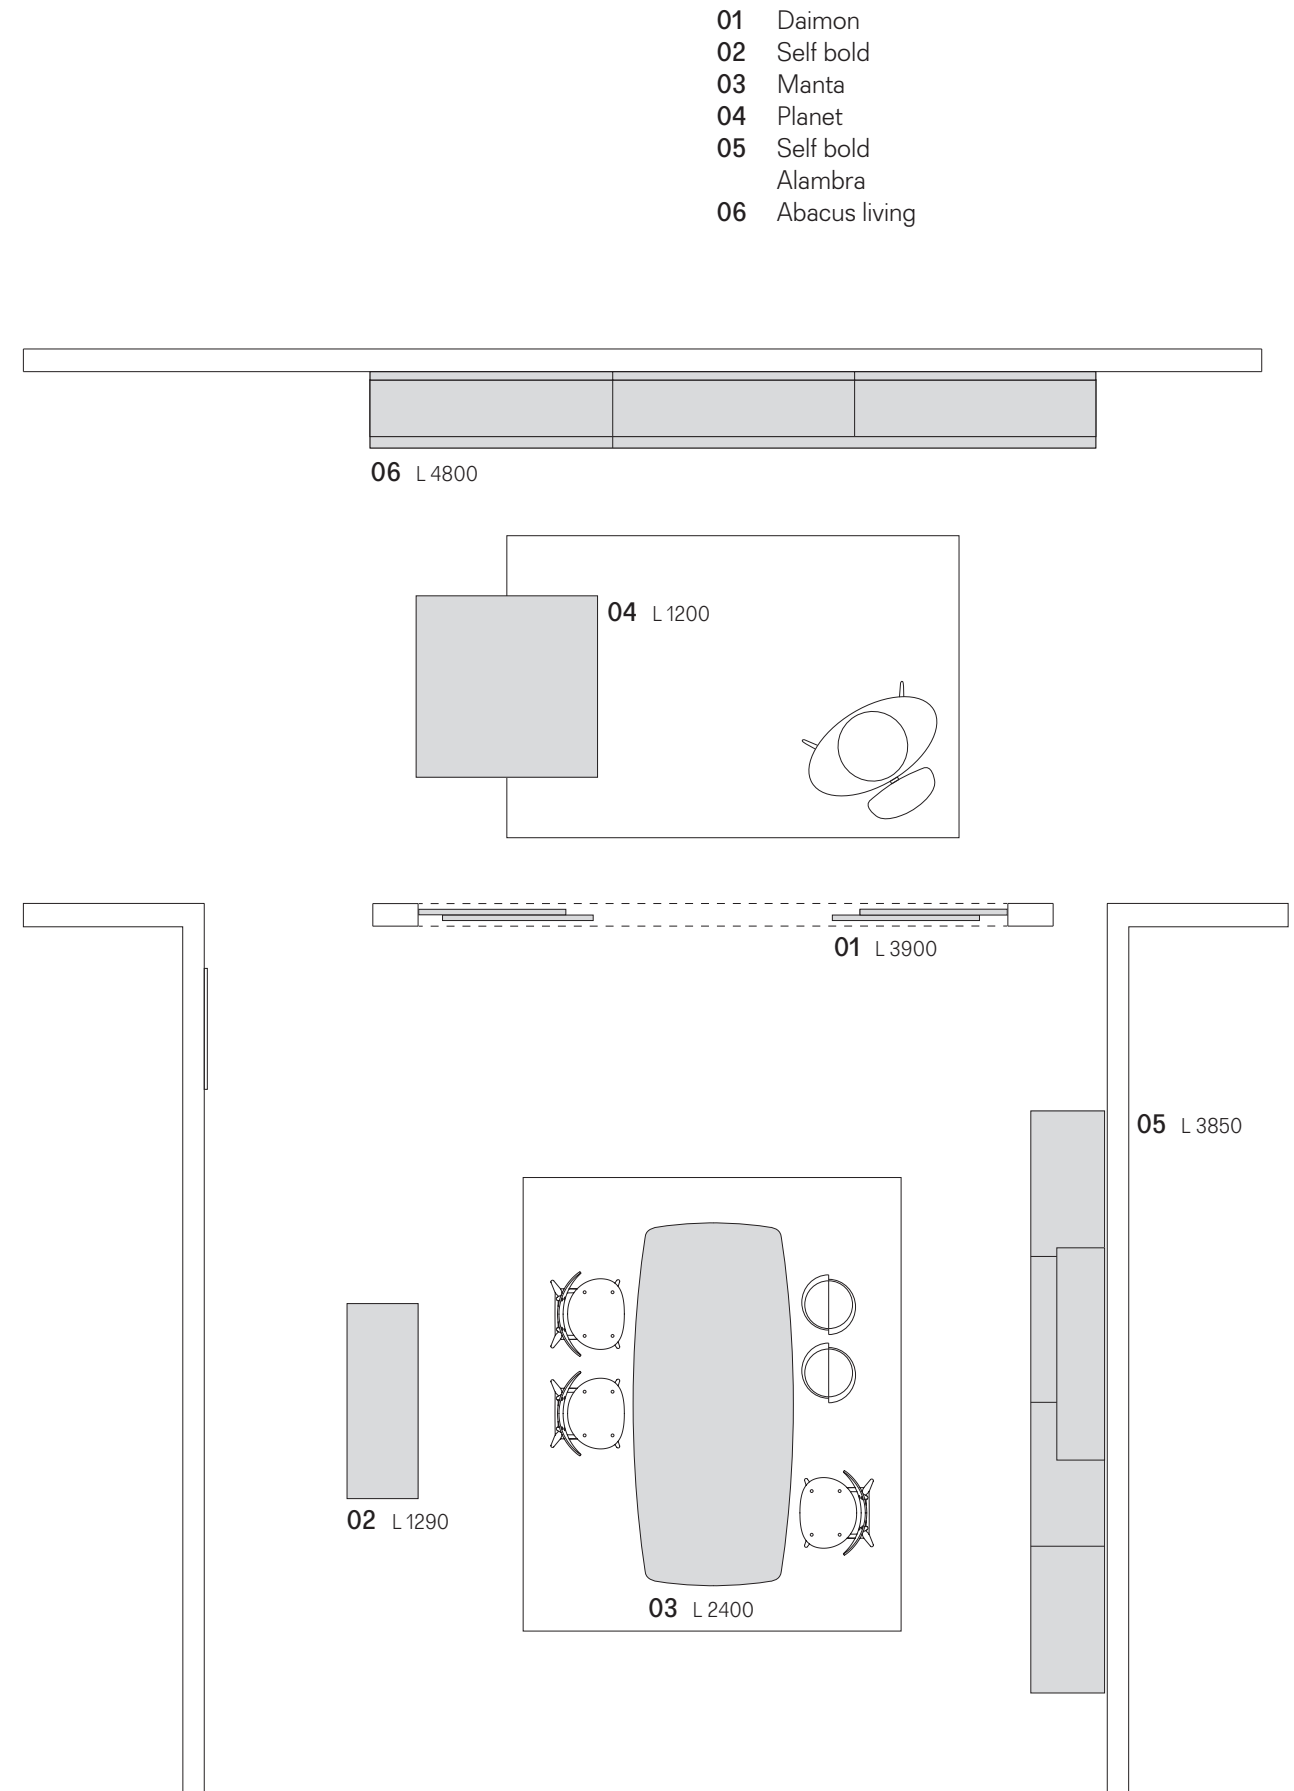 01 Daimon
02 Self bold
03 Manta
04 Planet
05 Self bold
Alambra
06 Abacus living
06 L 4800
04 L 1200
01 L 3900
05 L 3850
02 L 1290
03 L 2400